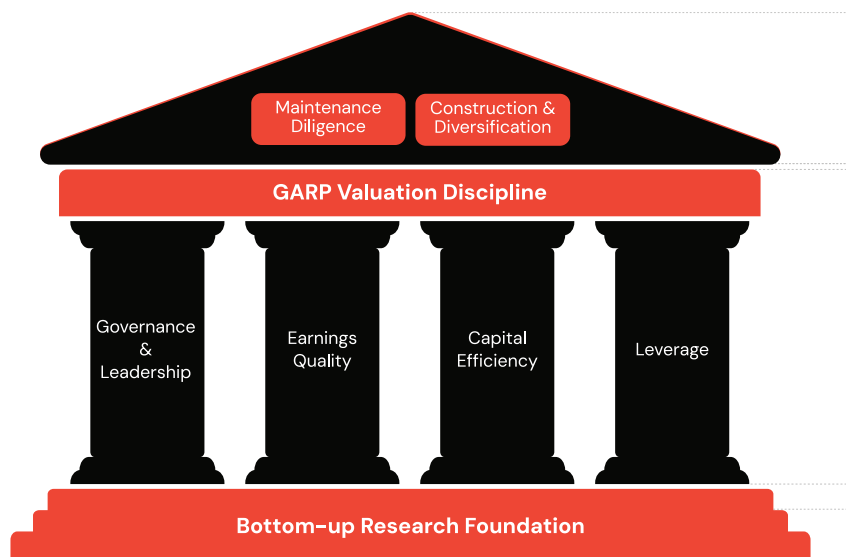 Maintenance
Diligence
Construction &
Diversification
GARP Valuation Discipline
Governance
&
Leadership
Earnings
Quality
Capital
Efficiency
Leverage
Bottom-up Research Foundation